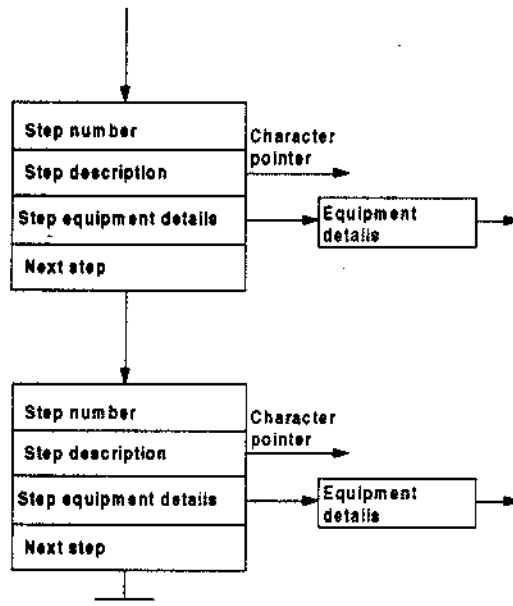 Step number
Character
pointer
Step description
Step equipment details
Equipment
details
Next step
Step number
Character
pointer
Step description
Step equipment details
Equipment
details
Next step